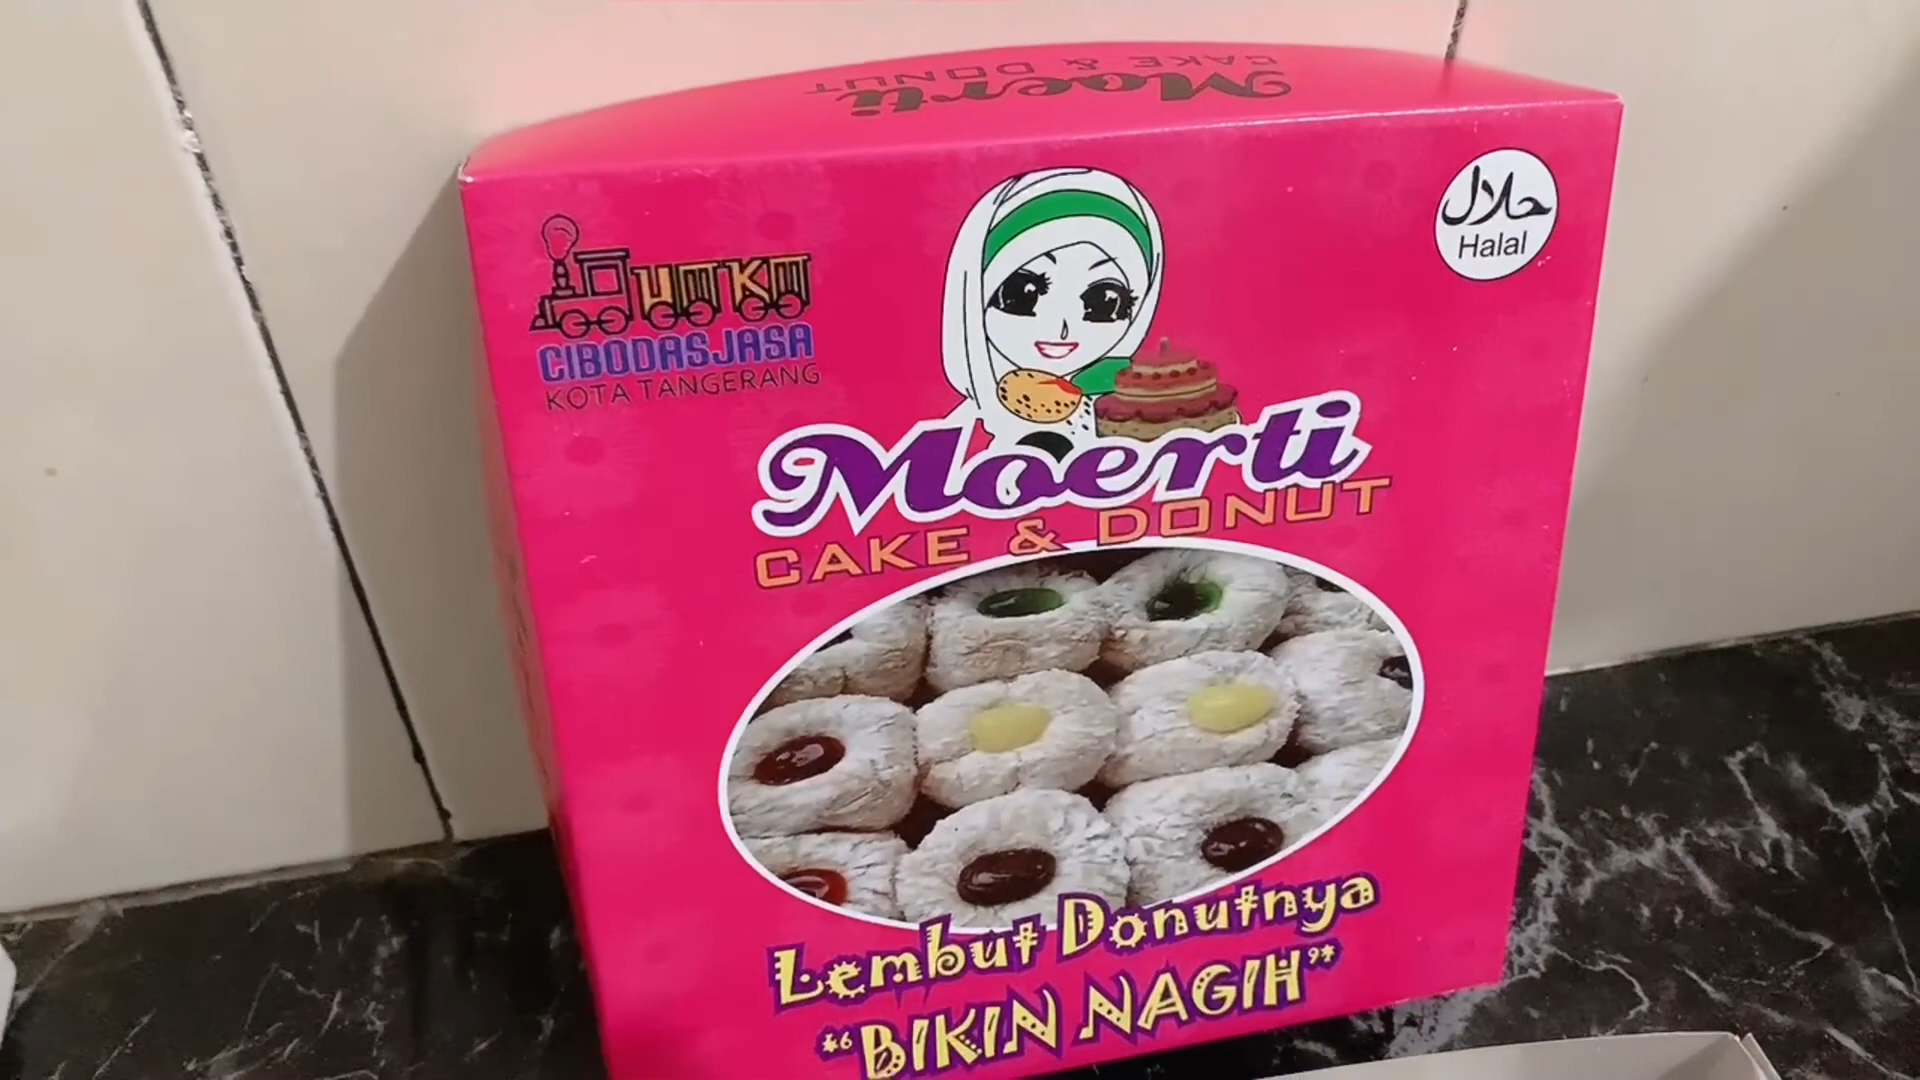 Moerti
CAKE & DONUT
حلال
Halal
UMKM
CIBODASJASA
KOTA TANGERANG
Moerti
CAKE & DONUT
Lembut Donutnya
"BIKIN NAGIH"